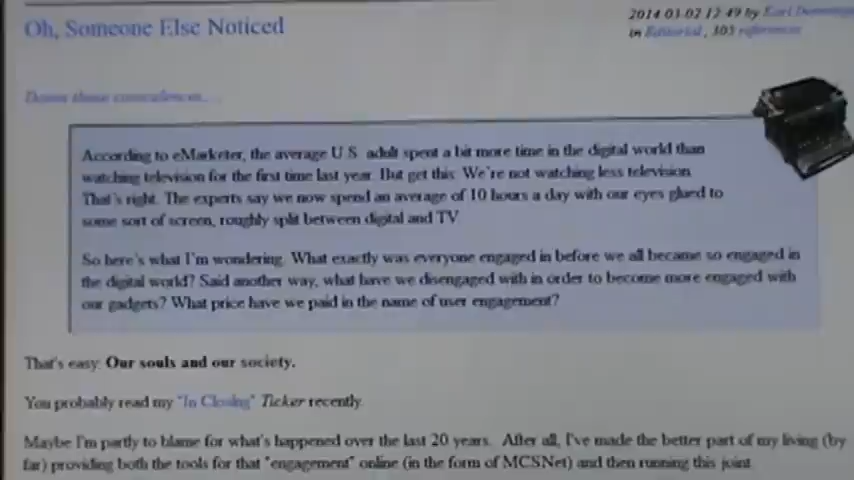 Oh, Someone Else Noticed
2014-03-02 12:49 by Karl
in Editorial, 303 references
According to eMarketer, the average U.S. adult spent a bit more time in the digital world than
watching television for the first time last year. But get this: We're not watching less television.
That's right. The experts say we now spend an average of 10 hours a day with our eyes glued to
some sort of screen, roughly split between digital and TV.
So here's what I'm wondering. What exactly was everyone engaged in before we all became so engaged in
the digital world? Said another way, what have we disengaged with in order to become more engaged with
our gadgets? What price have we paid in the name of user engagement?
That's easy: Our souls and our society.
You probably read my "In Closing" Ticker recently.
Maybe I'm partly to blame for what's happened over the last 20 years. After all, I've made the better part of my living (by
far) providing both the tools for that "engagement" online (in the form of MCSNet) and then running this joint.